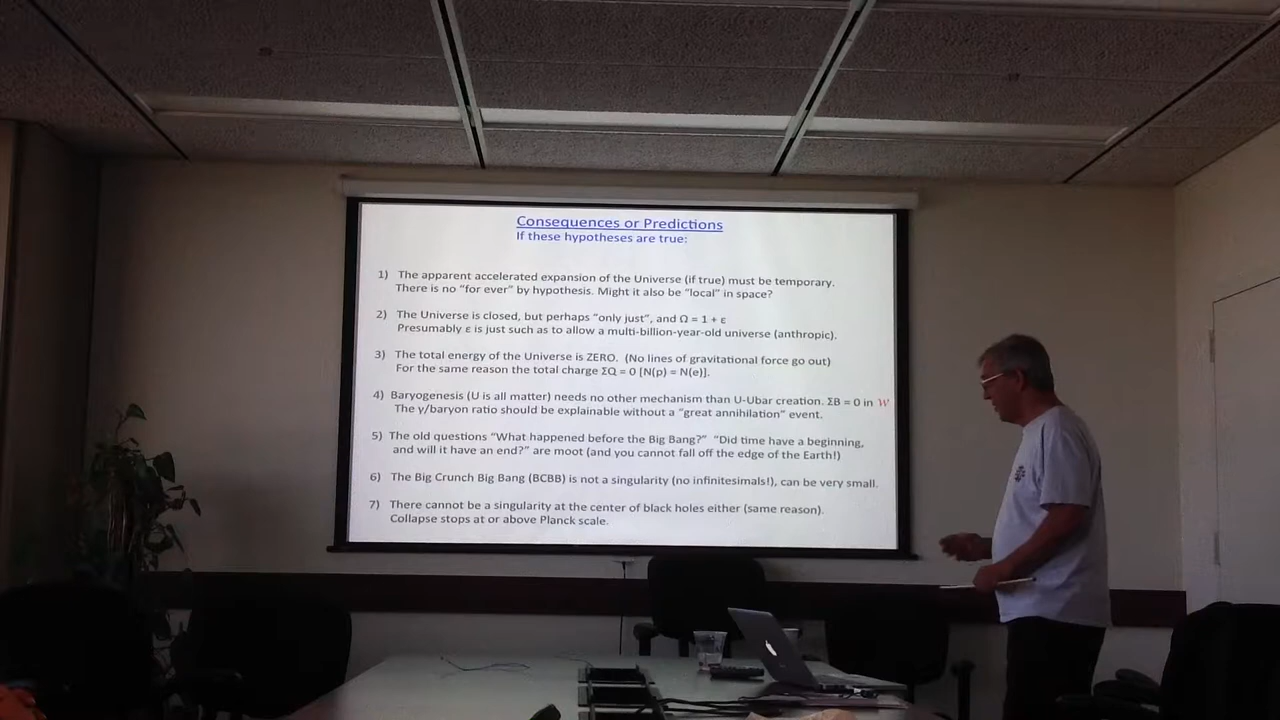 Consequences or Predictions
If these hypotheses are true:
1) The apparent accelerated expansion of the Universe (if true) must be temporary.
There is no "for ever" by hypothesis. Might it also be "local" in space?
2) The Universe is closed, but perhaps "only just", and Ω = 1 + ε
Presumably ε is just such as to allow a multi-billion-year-old universe (anthropic).
3) The total energy of the Universe is ZERO. (No lines of gravitational force go out)
For the same reason the total charge ΣQ = 0 [N(p) = N(e)].
4) Baryogenesis (U is all matter) needs no other mechanism than U-Ubar creation. ΣB = 0 in W
The γ/baryon ratio should be explainable without a "great annihilation" event.
5) The old questions "What happened before the Big Bang?" "Did time have a beginning,
and will it have an end?" are moot (and you cannot fall off the edge of the Earth!)
6) The Big Crunch Big Bang (BCBB) is not a singularity (no infinitesimals!), can be very small.
7) There cannot be a singularity at the center of black holes either (same reason).
Collapse stops at or above Planck scale.